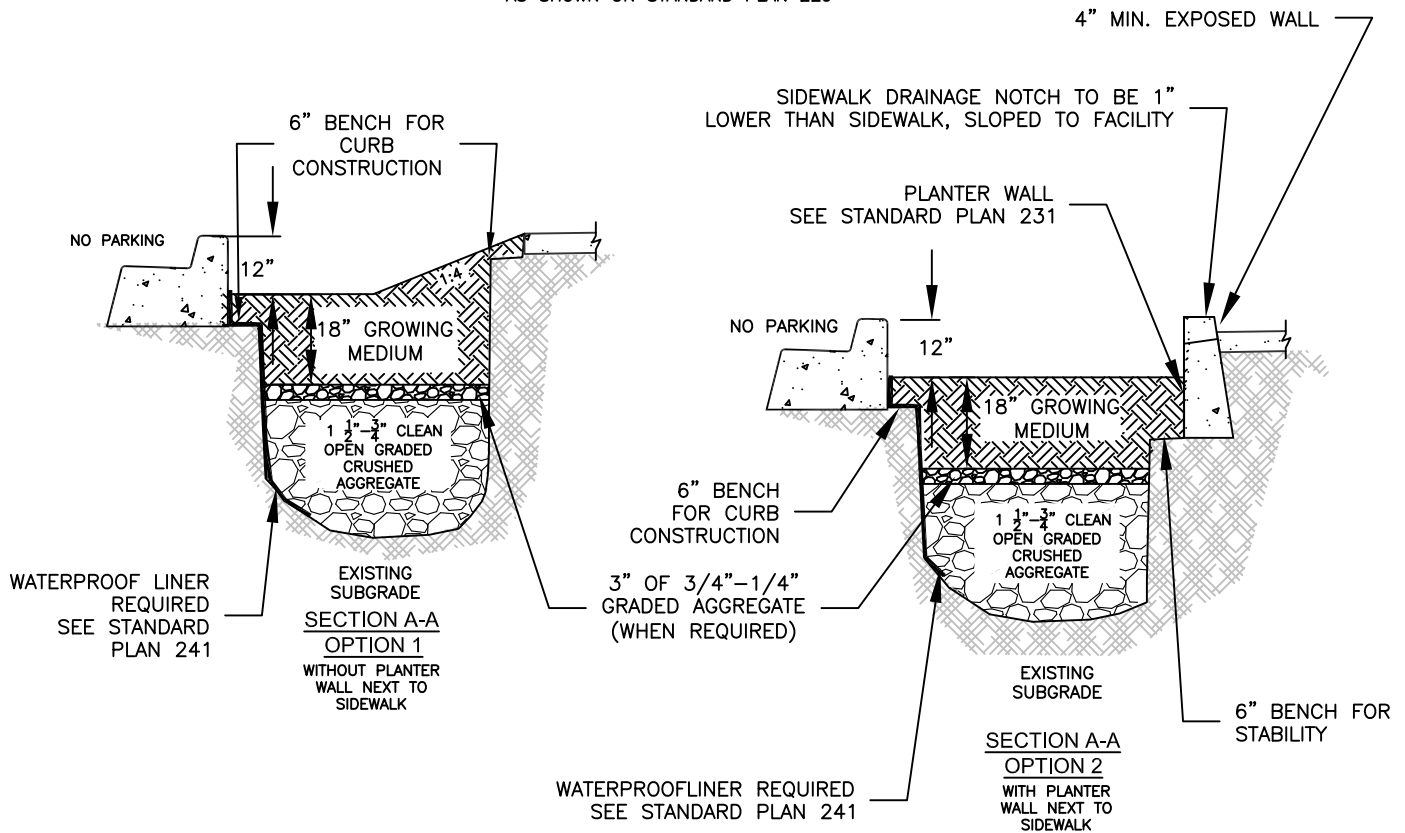 4” MIN. EXPOSED WALL
SIDEWALK DRAINAGE NOTCH TO BE 1”
LOWER THAN SIDEWALK, SLOPED TO FACILITY
6” BENCH FOR
CURB
CONSTRUCTION
PLANTER WALL
SEE STANDARD PLAN 231
NO PARKING
12”
1:4
18” GROWING
MEDIUM
1 1/2”–3/4” CLEAN
OPEN GRADED
CRUSHED
AGGREGATE
WATERPROOF LINER
REQUIRED
SEE STANDARD
PLAN 241
EXISTING
SUBGRADE
SECTION A-A
OPTION 1
WITHOUT PLANTER
WALL NEXT TO
SIDEWALK
NO PARKING
12”
18” GROWING
MEDIUM
6” BENCH
FOR CURB
CONSTRUCTION
1 1/2”–3/4” CLEAN
OPEN GRADED
CRUSHED
AGGREGATE
3” OF 3/4”–1/4”
GRADED AGGREGATE
(WHEN REQUIRED)
EXISTING
SUBGRADE
6” BENCH FOR
STABILITY
SECTION A-A
OPTION 2
WITH PLANTER
WALL NEXT TO
SIDEWALK
WATERPROOFLINER REQUIRED
SEE STANDARD PLAN 241